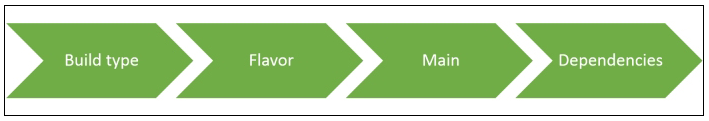 Build type
Flavor
Main
Dependencies